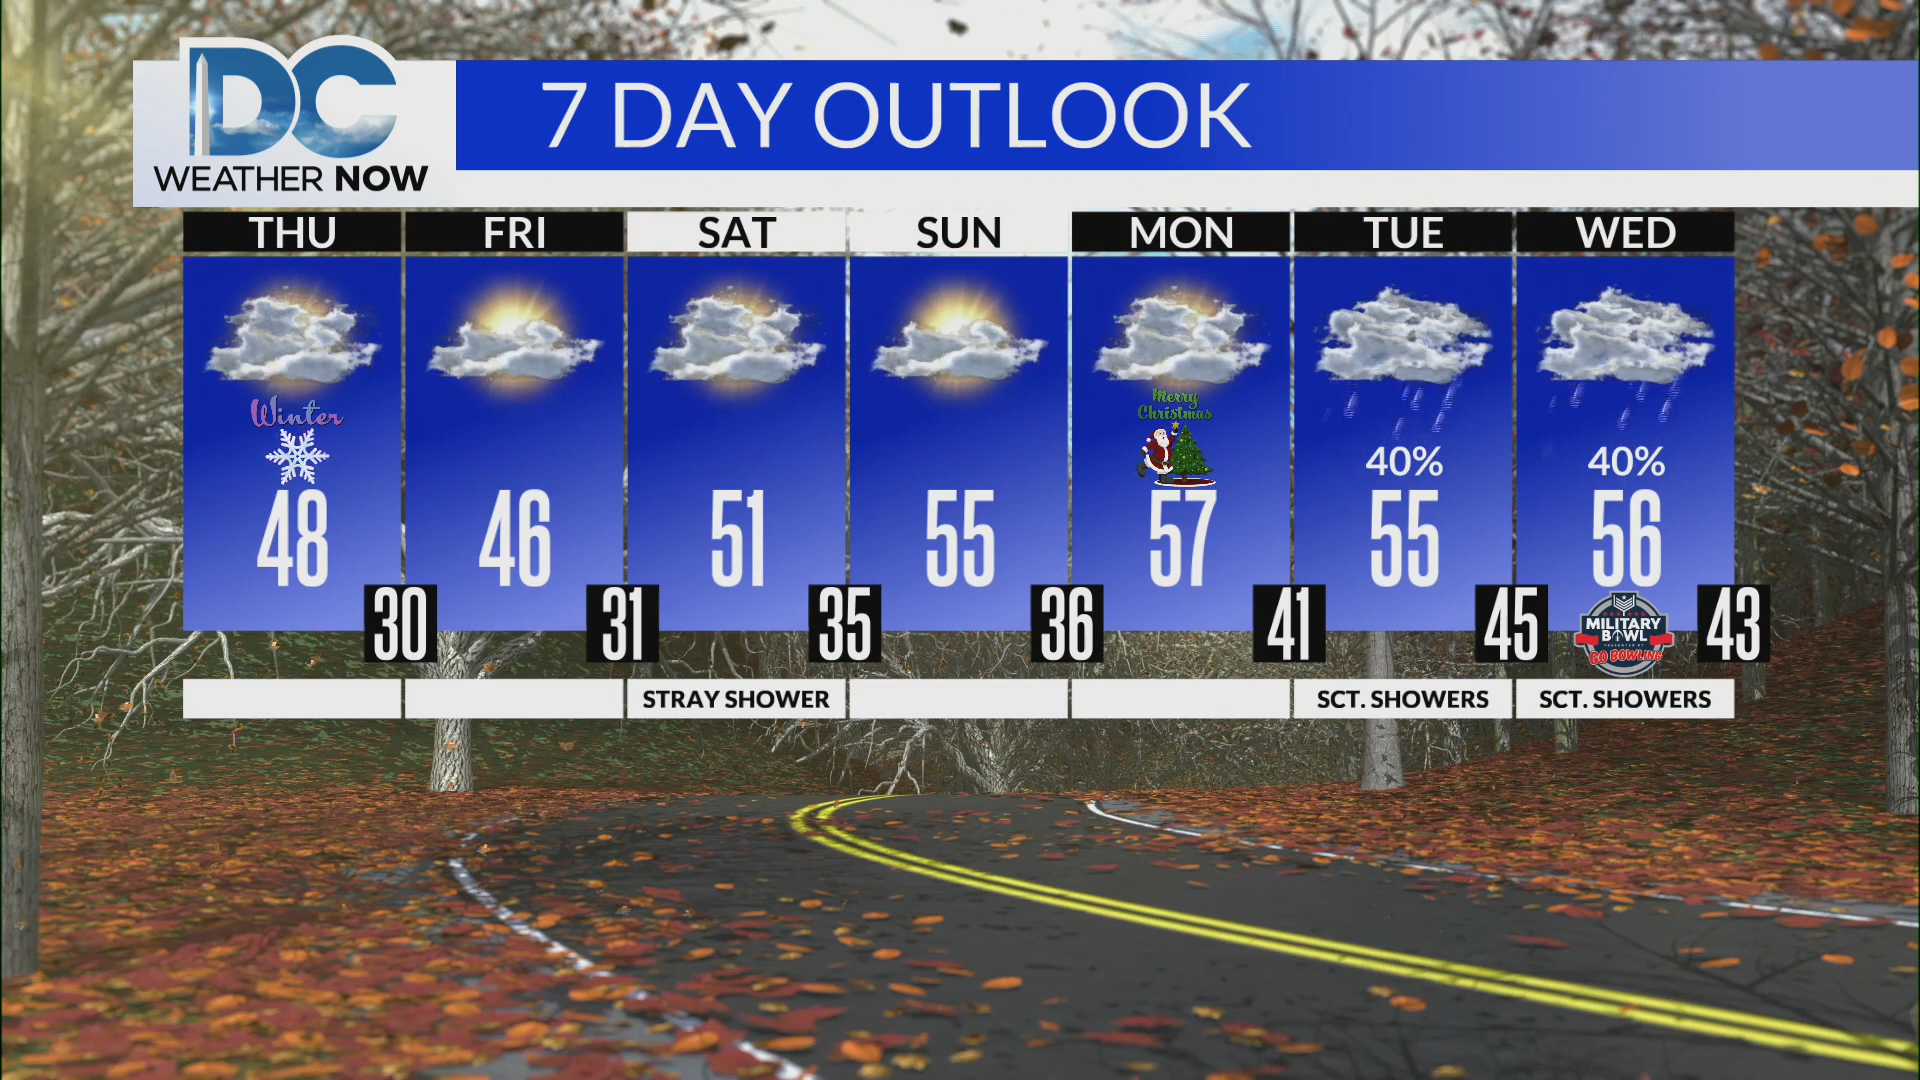 DC
WEATHER NOW
7 DAY OUTLOOK
THU FRI SAT SUN MON TUE WED
Winter
Merry
Christmas
40% 40%
48 46 51 55 57 55 56
30 31 35 36 41 45 43
MILITARY
BOWL
PRESENTED BY
GO BOWLING
STRAY SHOWER SCT. SHOWERS SCT. SHOWERS